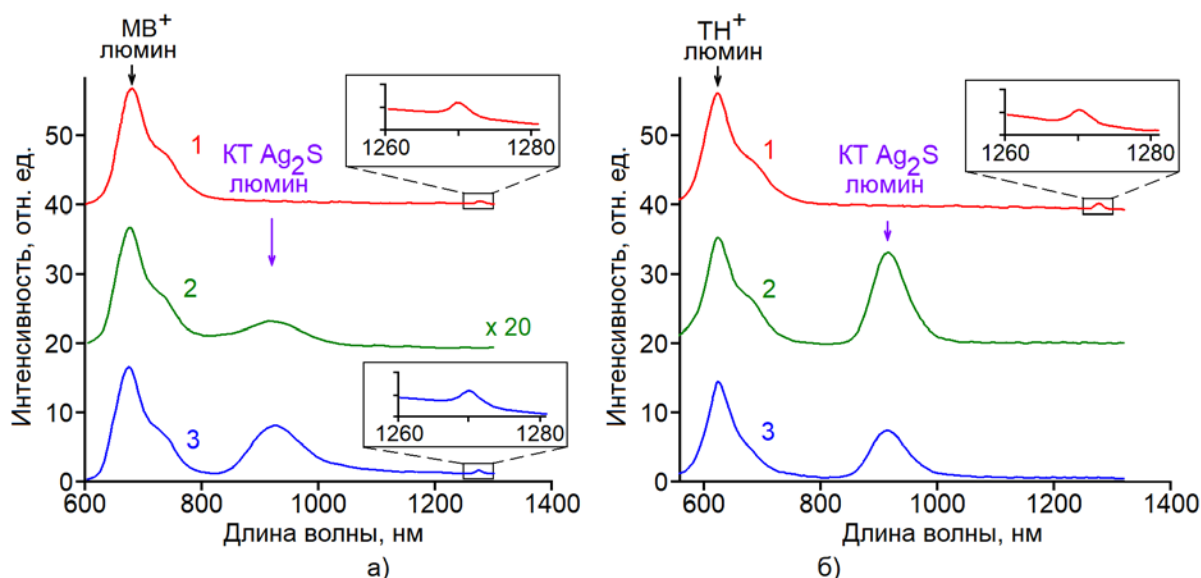 MB+
люмин
КТ Ag2S
люмин
1
2
3
x 20
1260 1280
1260 1280
Интенсивность, отн. ед.
50
40
30
20
10
0
600 800 1000 1200 1400
Длина волны, нм
а)
TH+
люмин
КТ Ag2S
люмин
1
2
3
1260 1280
Интенсивность, отн. ед.
50
40
30
20
10
0
600 800 1000 1200 1400
Длина волны, нм
б)